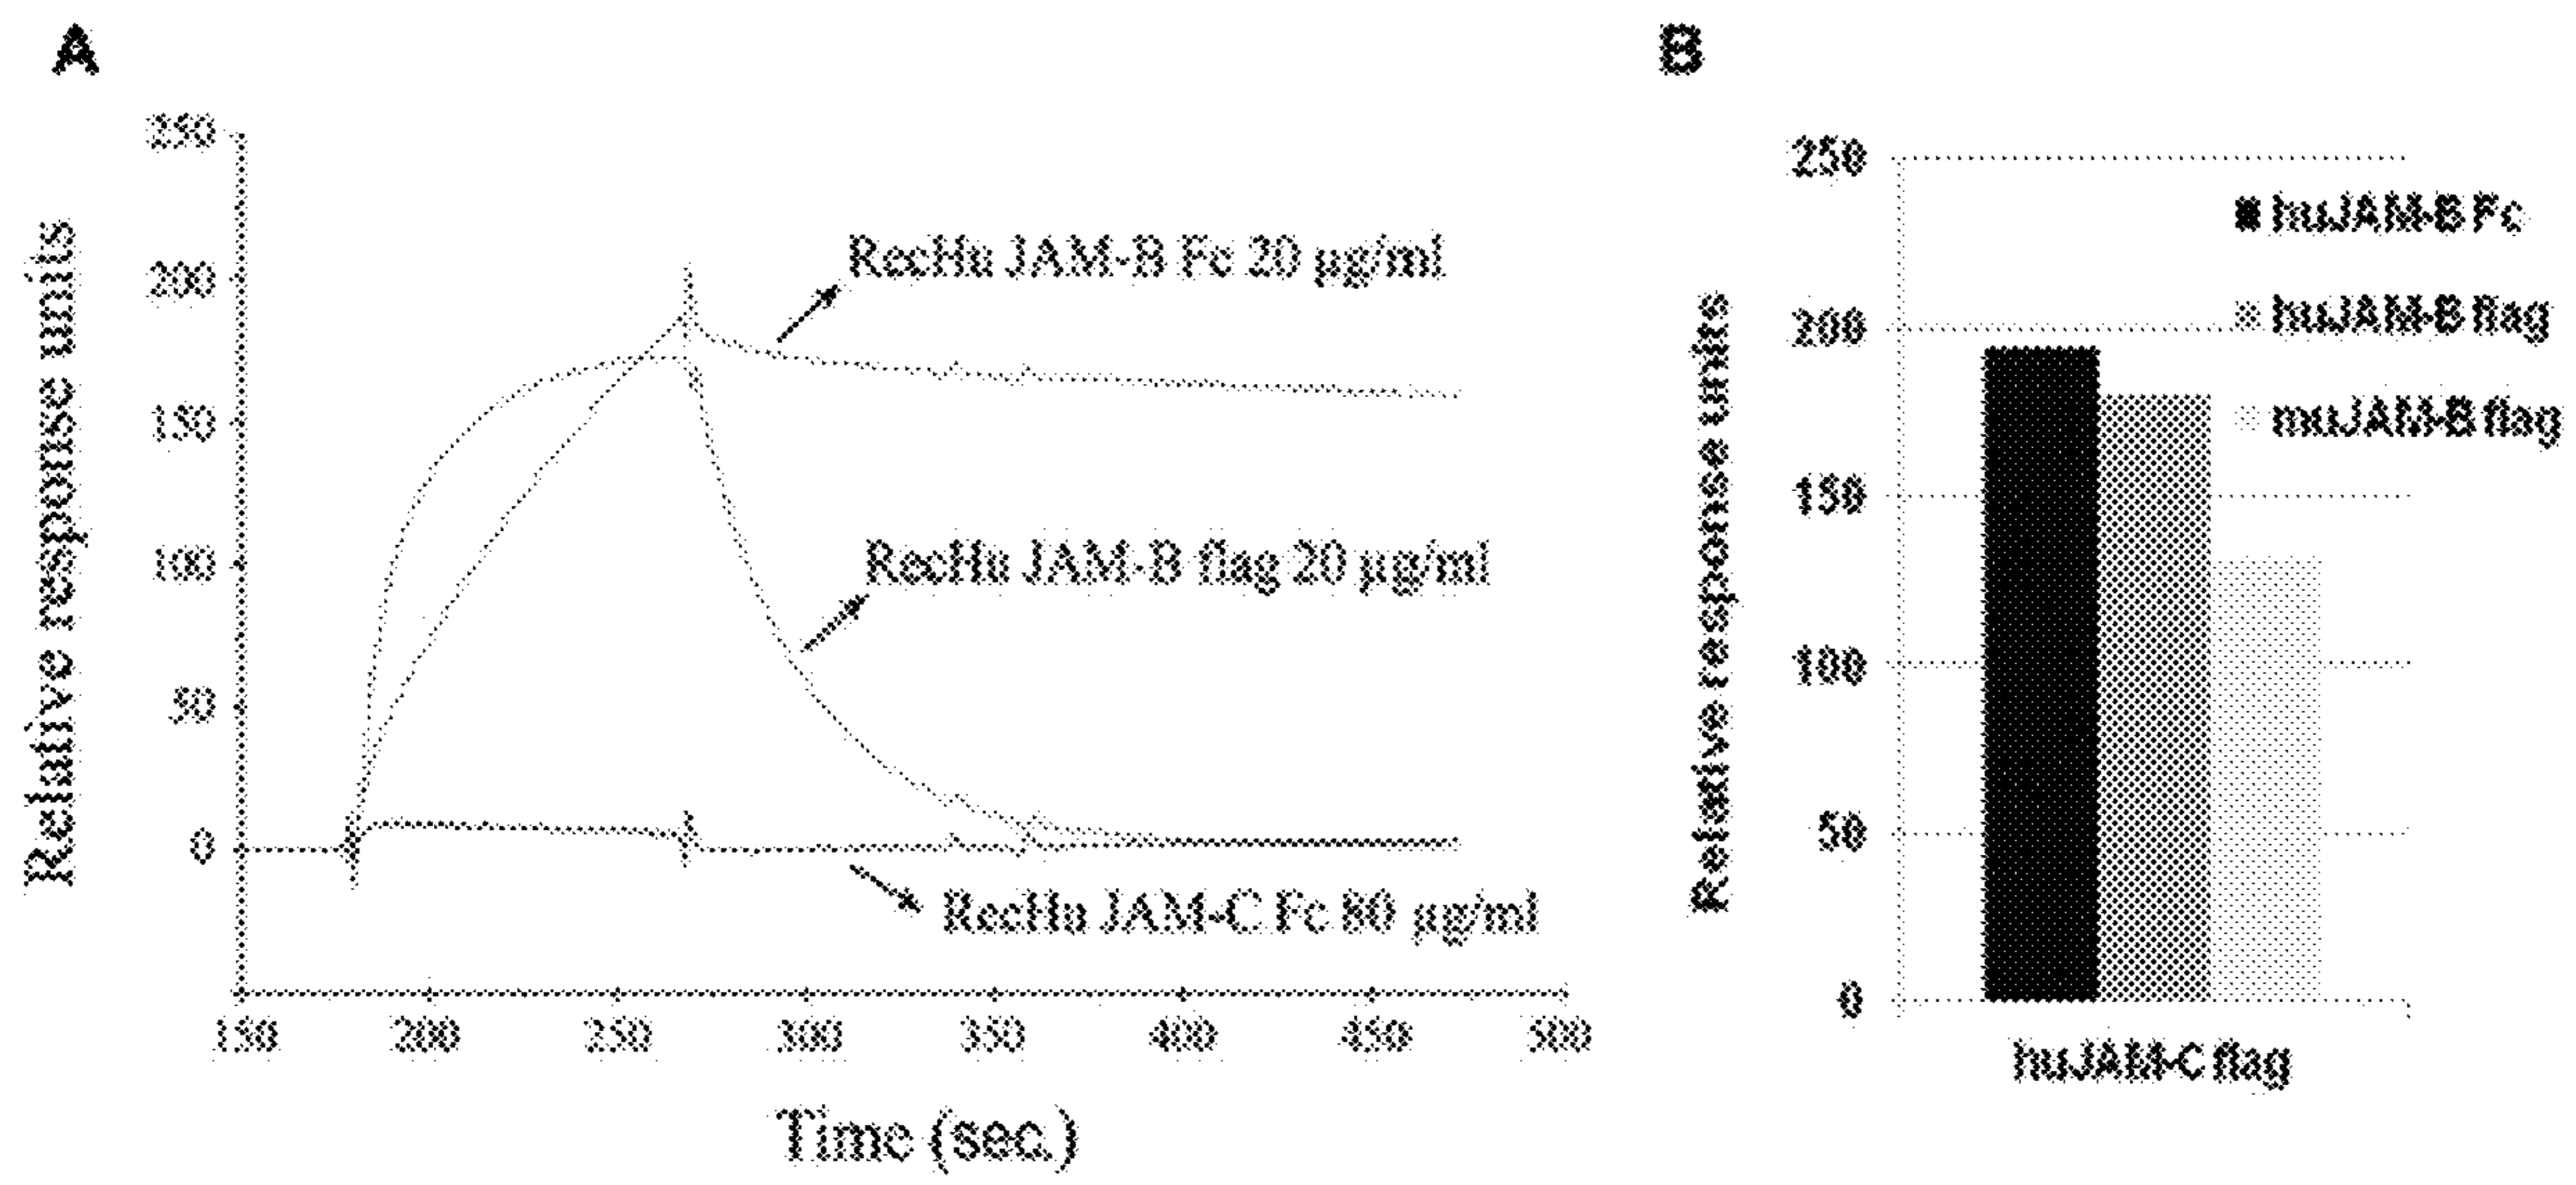 A
Relative response units
250
200
150
100
50
0
RecHu JAM-B Fc 20 µg/ml
RecHu JAM-B flag 20 µg/ml
RecHu JAM-C Fc 80 µg/ml
150 200 250 300 350 400 450 500
Time (sec.)
B
Relative response units
250
200
150
100
50
0
huJAM-B Fc
huJAM-B flag
muJAM-B flag
huJAM-C flag